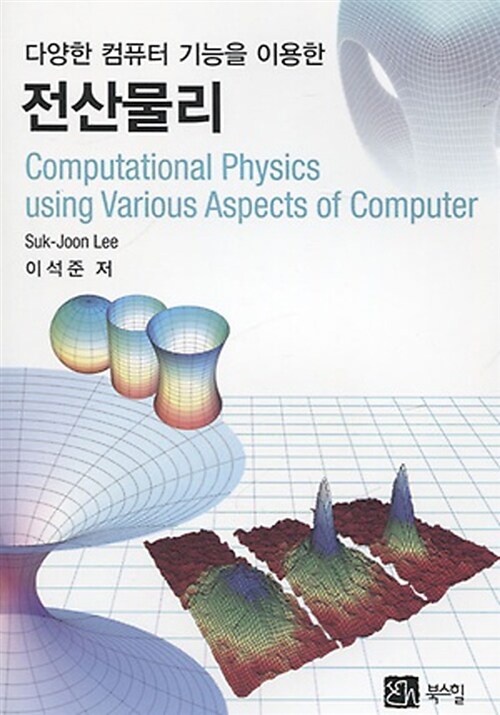 다양한 컴퓨터 기능을 이용한
전산물리
Computational Physics
using Various Aspects of Computer
Suk-Joon Lee
이석준 저
북스힐